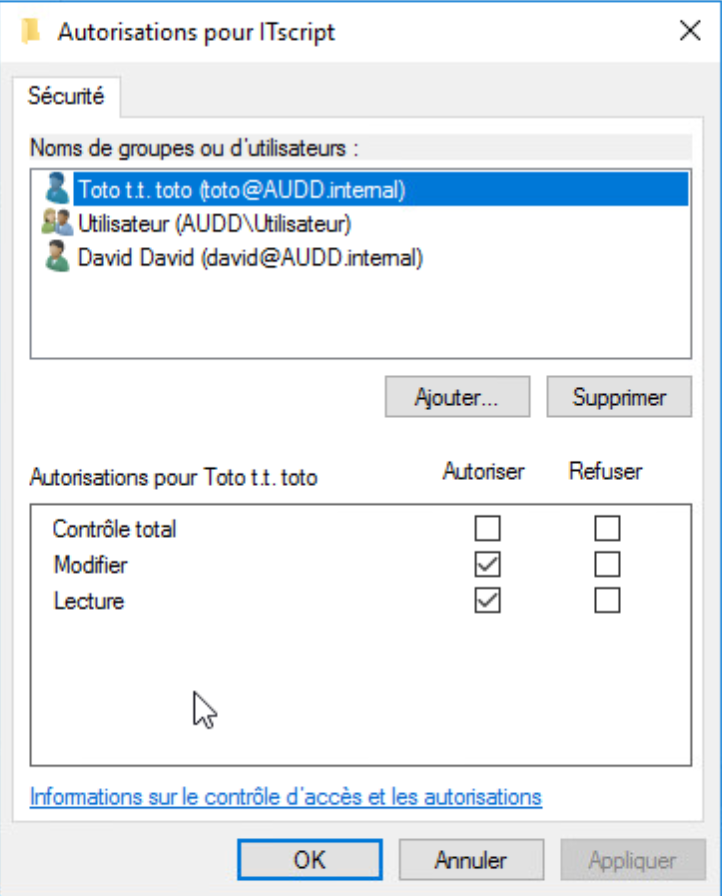 Autorisations pour ITscript
Sécurité
Noms de groupes ou d'utilisateurs :
Toto t.t. toto (toto@AUDD.internal)
Utilisateur (AUDD\Utilisateur)
David David (david@AUDD.internal)
Ajouter...
Supprimer
Autorisations pour Toto t.t. toto
Autoriser
Refuser
Contrôle total
Modifier
Lecture
Informations sur le contrôle d'accès et les autorisations
OK
Annuler
Appliquer